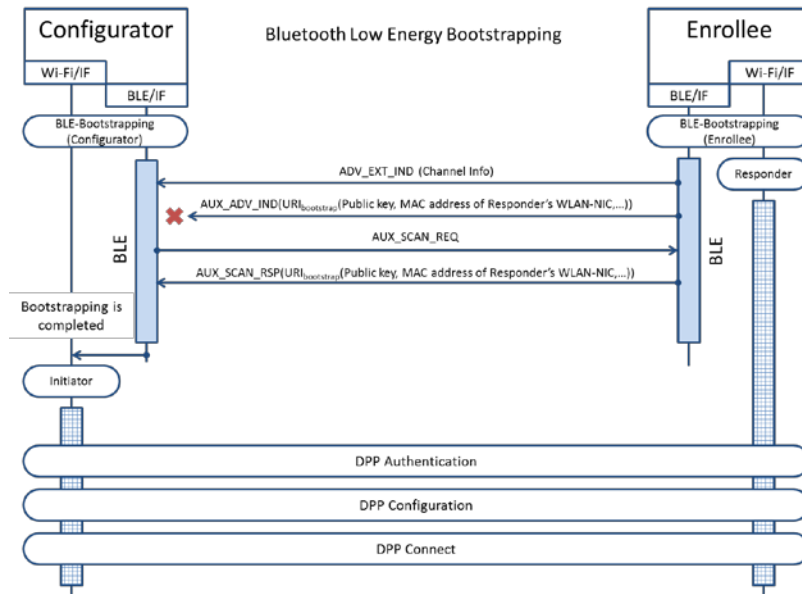 Configurator
Bluetooth Low Energy Bootstrapping
Enrollee
Wi-Fi/IF
BLE/IF
BLE/IF
Wi-Fi/IF
BLE-Bootstrapping
(Configurator)
BLE-Bootstrapping
(Enrollee)
ADV_EXT_IND (Channel Info)
Responder
AUX_ADV_IND(URIbootstrap(Public key, MAC address of Responder's WLAN-NIC,...))
AUX_SCAN_REQ
BLE
BLE
AUX_SCAN_RSP(URIbootstrap(Public key, MAC address of Responder's WLAN-NIC,...))
Bootstrapping is
completed
Initiator
DPP Authentication
DPP Configuration
DPP Connect